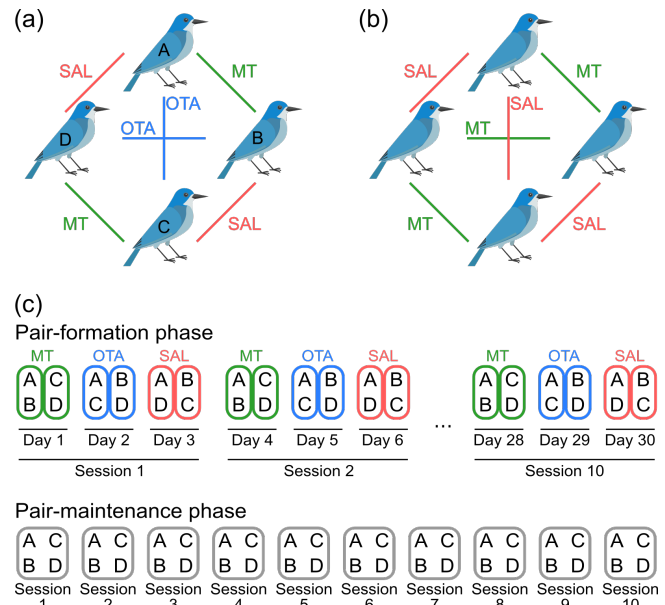 (a)
(b)
A
SAL
MT
OTA
OTA
D
B
MT
C
SAL
SAL
MT
SAL
MT
MT
SAL
(c)
Pair-formation phase
MT OTA SAL MT OTA SAL MT OTA SAL
A C A B A B A C A B A B A C A B A B
B D C D D C B D C D D C B D C D D C
Day 1 Day 2 Day 3 Day 4 Day 5 Day 6 ... Day 28 Day 29 Day 30
Session 1 Session 2 Session 10
Pair-maintenance phase
A C A C A C A C A C A C A C A C A C A C
B D B D B D B D B D B D B D B D B D B D
Session Session Session Session Session Session Session Session Session Session
1 2 3 4 5 6 7 8 9 10